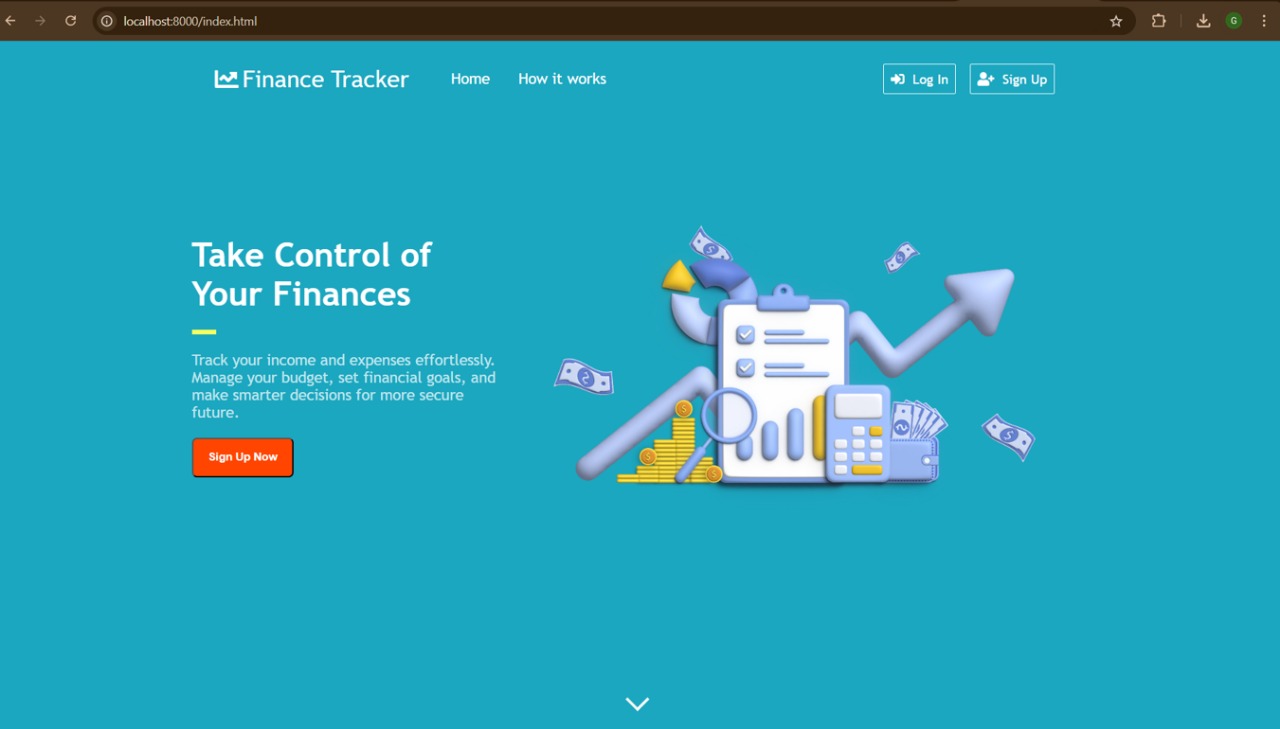 localhost:8000/index.html
G
Finance Tracker
Home
How it works
Log In
Sign Up
Take Control of
Your Finances
Track your income and expenses effortlessly.
Manage your budget, set financial goals, and
make smarter decisions for more secure
future.
Sign Up Now